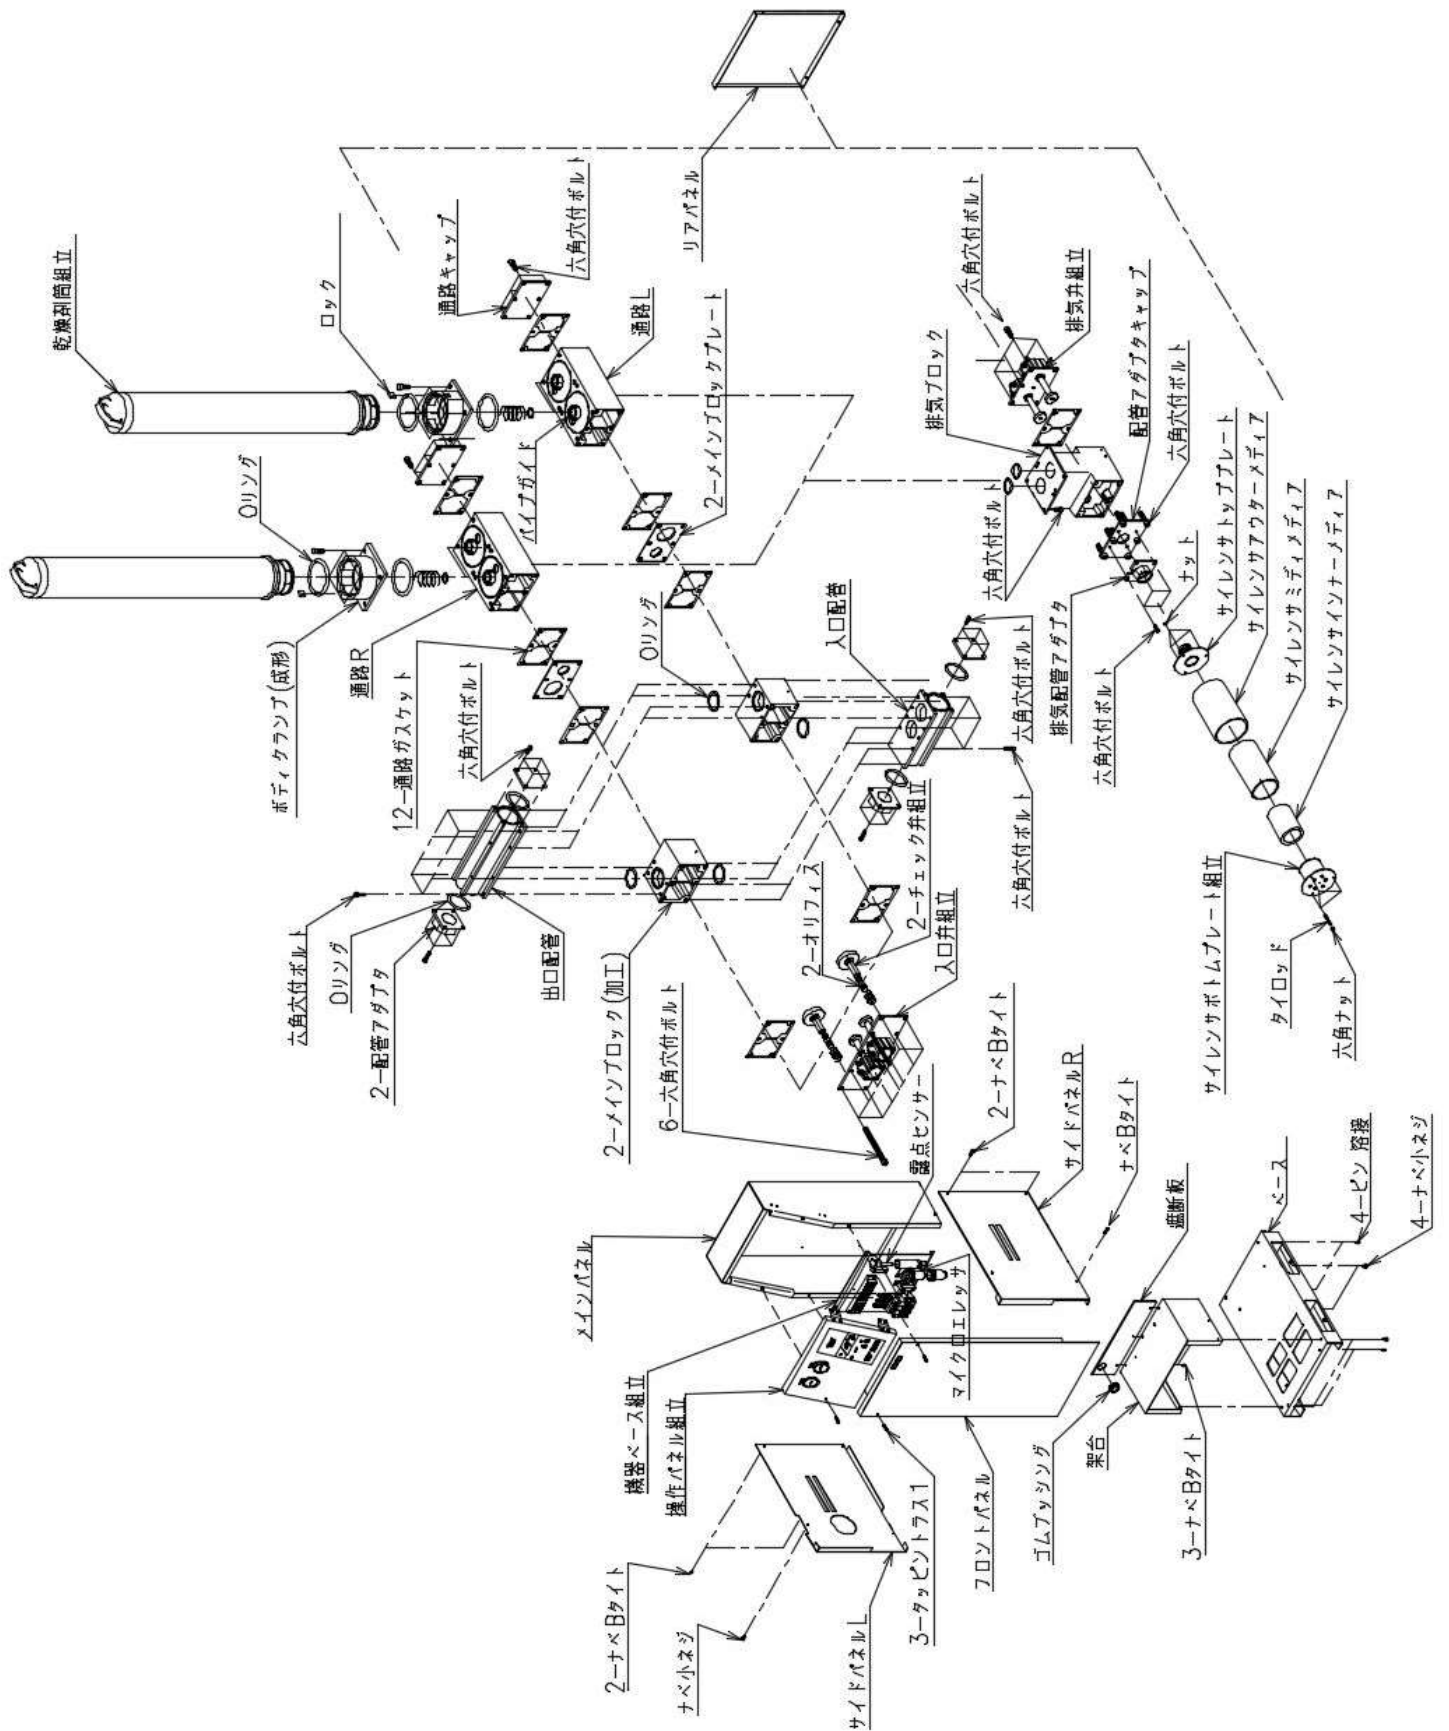 乾燥剤筒組立
ロック
通路キャップ
六角穴付ボルト
通路L
パイプガイド
2ーメインブロックプレート
リアパネル
Oリング
ボディクランプ(成形)
通路R
12ー通路ガスケット
六角穴付ボルト
Oリング
六角穴付ボルト
排気ブロック
排気弁組立
配管アダプタキャップ
六角穴付ボルト
六角穴付ボルト
入口配管
六角穴付ボルト
排気配管アダプタ
ナット
六角穴付ボルト
サイレンサトッププレート
サイレンサアウターメディア
サイレンサミディメディア
サイレンサインナーメディア
六角穴付ボルト
Oリング
2ー配管アダプタ
出口配管
2ーメインブロック(加工)
6ー六角穴付ボルト
2ーオリフィス
2ーチェック弁組立
入口弁組立
六角穴付ボルト
サイレンサボトムプレート組立
タイロッド
六角ナット
メインパネル
露点センサー
2ーナベBタイト
サイドパネルR
ナベBタイト
機器ベース組立
操作パネル組立
マイクロエレッサ
遮断板
ベース
4ーピン 溶接
4ーナベ小ネジ
2ーナベBタイト
ナベ小ネジ
サイドパネルL
3ータッピントラス1
フロントパネル
ゴムブッシング
架台
3ーナベBタイト